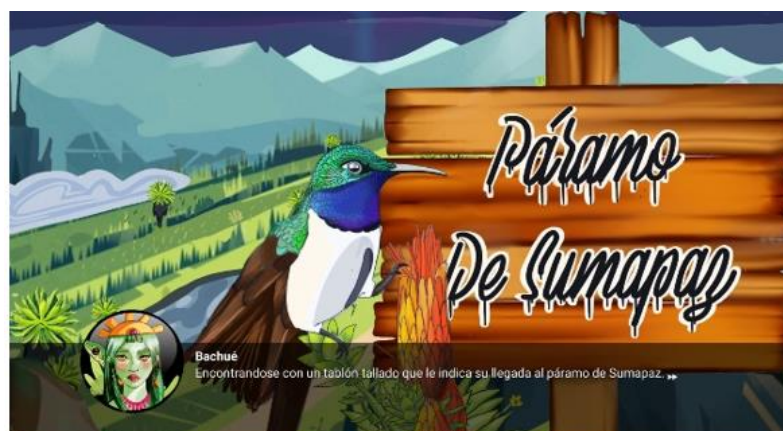 Páramo
De Sumapaz
Bachué
Encontrandose con un tablón tallado que le indica su llegada al páramo de Sumapaz.